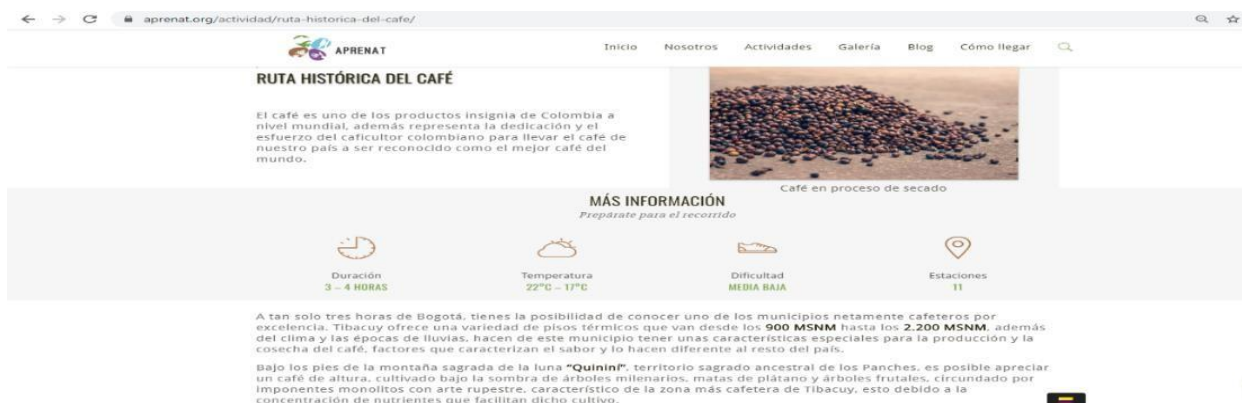 aprenat.org/actividad/ruta-historica-del-cafe/
APRENAT
Inicio Nosotros Actividades Galería Blog Cómo llegar
RUTA HISTÓRICA DEL CAFÉ
El café es uno de los productos insignia de Colombia a
nivel mundial, además representa la dedicación y el
esfuerzo del caficultor colombiano para llevar el café de
nuestro país a ser reconocido como el mejor café del
mundo.
Café en proceso de secado
MÁS INFORMACIÓN
Prepárate para el recorrido
Duración Temperatura Dificultad Estaciones
3 – 4 HORAS 22°C – 17°C MEDIA BAJA 11
A tan solo tres horas de Bogotá, tienes la posibilidad de conocer uno de los municipios netamente cafeteros por
excelencia. Tibacuy ofrece una variedad de pisos térmicos que van desde los 900 MSNM hasta los 2.200 MSNM, además
del clima y las épocas de lluvias, hacen de este municipio tener unas características especiales para la producción y la
cosecha del café, factores que caracterizan el sabor y lo hacen diferente al resto del país.
Bajo los pies de la montaña sagrada de la luna "Quininí", territorio sagrado ancestral de los Panches, es posible apreciar
un café de altura, cultivado bajo la sombra de árboles milenarios, matas de plátano y árboles frutales, circundado por
imponentes monolitos con arte rupestre, característico de la zona más cafetera de Tibacuy, esto debido a la
concentración de nutrientes que facilitan dicho cultivo.